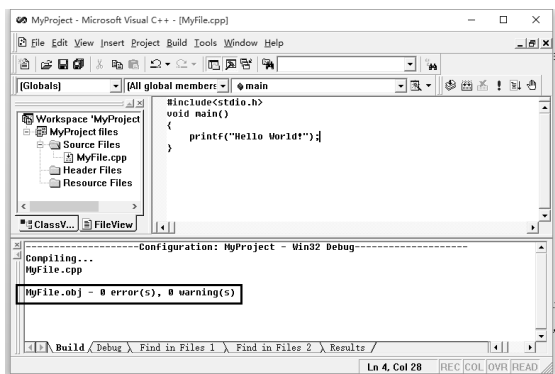 MyProject - Microsoft Visual C++ - [MyFile.cpp]
File Edit View Insert Project Build Tools Window Help
(Globals) (All global members main
Workspace 'MyProject
MyProject files
Source Files
MyFile.cpp
Header Files
Resource Files
ClassV... FileView
#include<stdio.h>
void main()
{
printf("Hello World!");
}
--------------------Configuration: MyProject - Win32 Debug--------------------
Compiling...
MyFile.cpp
MyFile.obj - 0 error(s), 0 warning(s)
Build Debug Find in Files 1 Find in Files 2 Results
Ln 4, Col 28 REC COL OVR READ